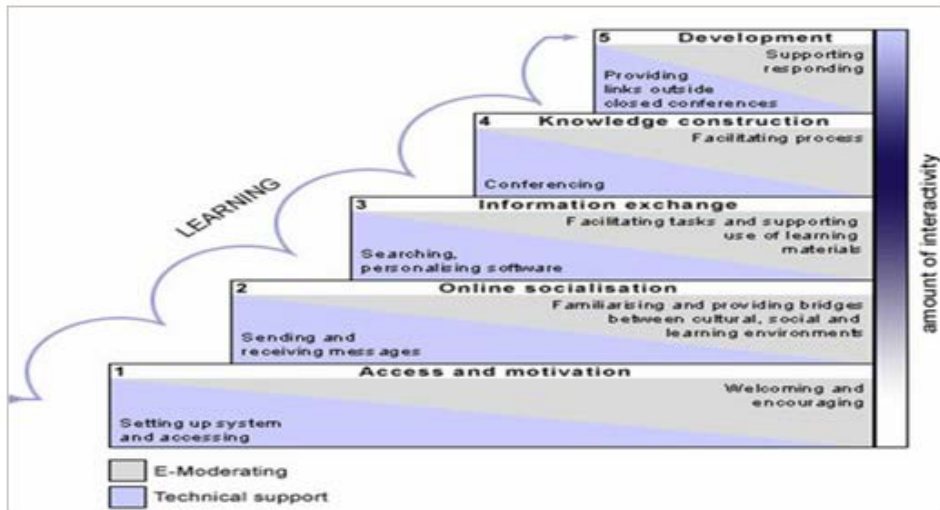 5 Development
Supporting
responding
Providing
links outside
closed conferences
4 Knowledge construction
Facilitating process
Conferencing
3 Information exchange
Facilitating tasks and supporting
use of learning
materials
Searching,
personalising software
2 Online socialisation
Familiarising and providing bridges
between cultural, social and
learning environments
Sending and
receiving messages
1 Access and motivation
Welcoming and
encouraging
Setting up system
and accessing
LEARNING
amount of interactivity
E-Moderating
Technical support